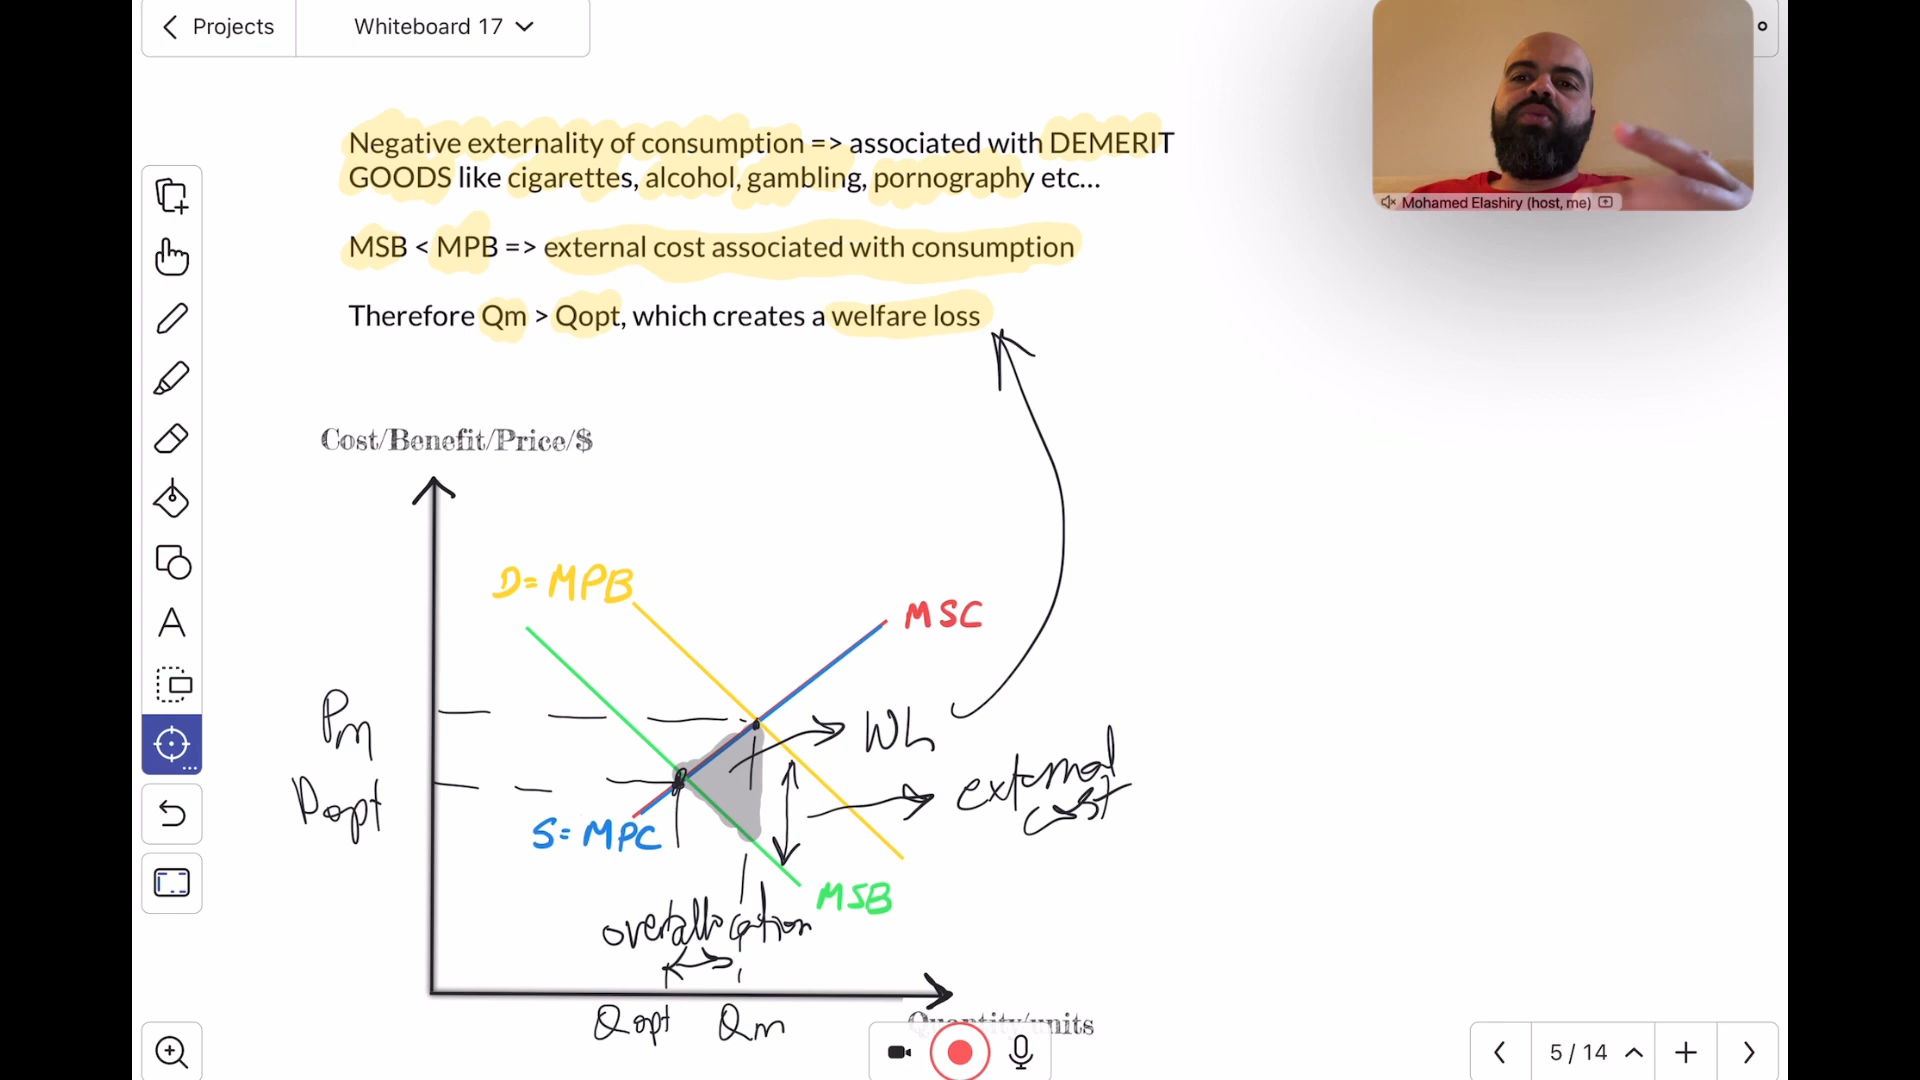 Projects
Whiteboard 17
Negative externality of consumption => associated with DEMERIT
GOODS like cigarettes, alcohol, gambling, pornography etc...
MSB < MPB => external cost associated with consumption
Therefore Qm > Qopt, which creates a welfare loss
Mohamed Elashiry (host, me)
Cost/Benefit/Price/$
D= MPB
MSC
Pm
WL
Popt
external
cost
S= MPC
MSB
overallocation
Qopt
Qm
Quantity/units
A
5 / 14